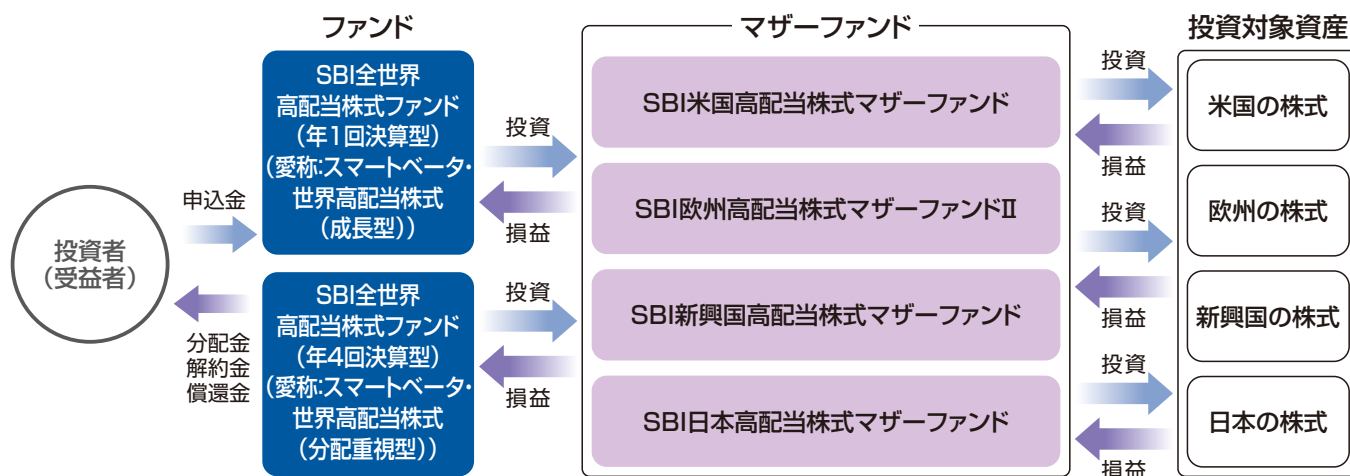 ファンド
マザーファンド
投資対象資産
投資者
（受益者）
申込金
分配金
解約金
償還金
SBI全世界
高配当株式ファンド
（年1回決算型）
（愛称:スマートベータ・
世界高配当株式
（成長型））
SBI全世界
高配当株式ファンド
（年4回決算型）
（愛称:スマートベータ・
世界高配当株式
（分配重視型））
投資
損益
投資
損益
SBI米国高配当株式マザーファンド
SBI欧州高配当株式マザーファンドⅡ
SBI新興国高配当株式マザーファンド
SBI日本高配当株式マザーファンド
投資
損益
投資
損益
投資
損益
米国の株式
欧州の株式
新興国の株式
日本の株式